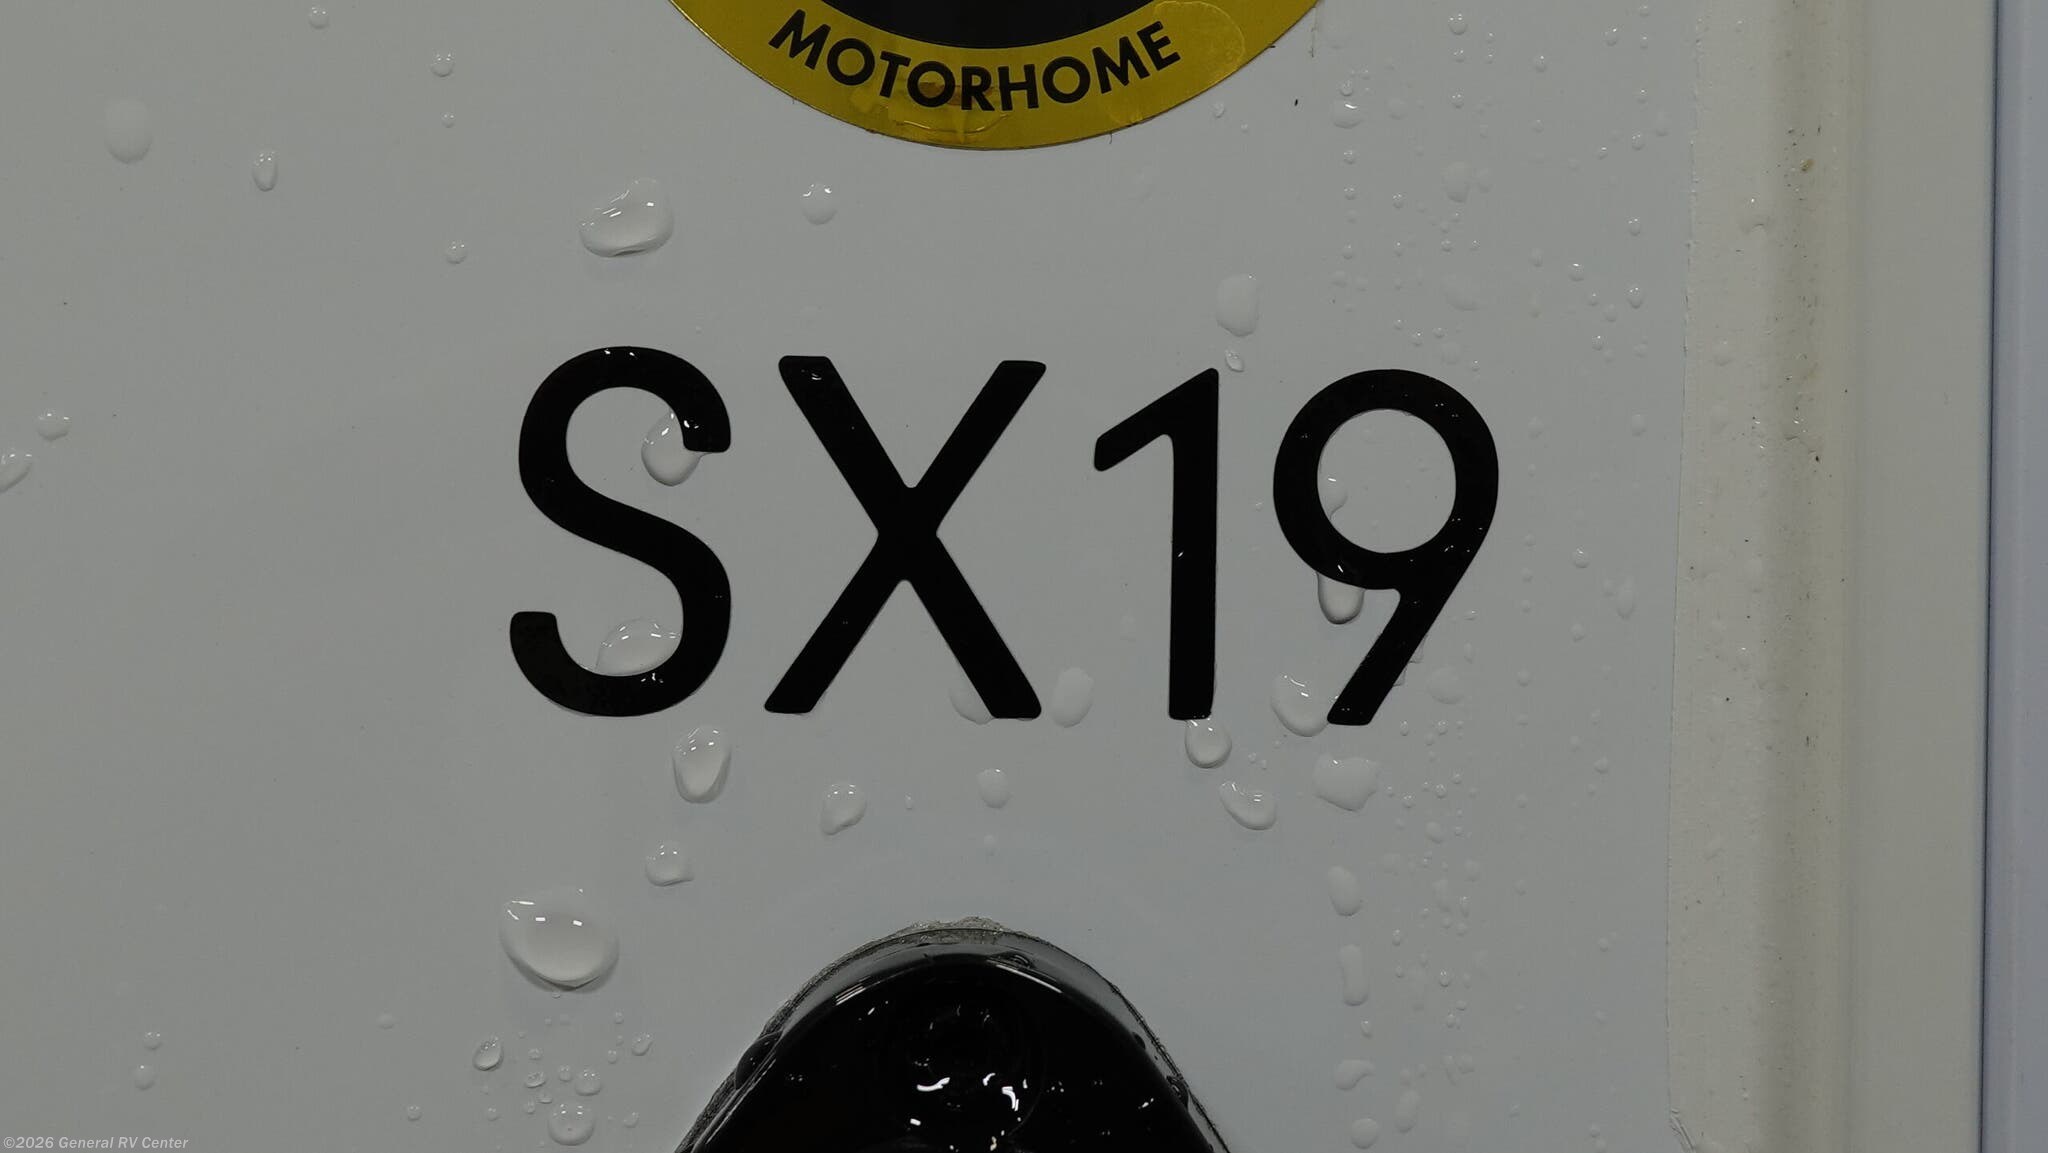 MOTORHOME
SX19
©2026 General RV Center